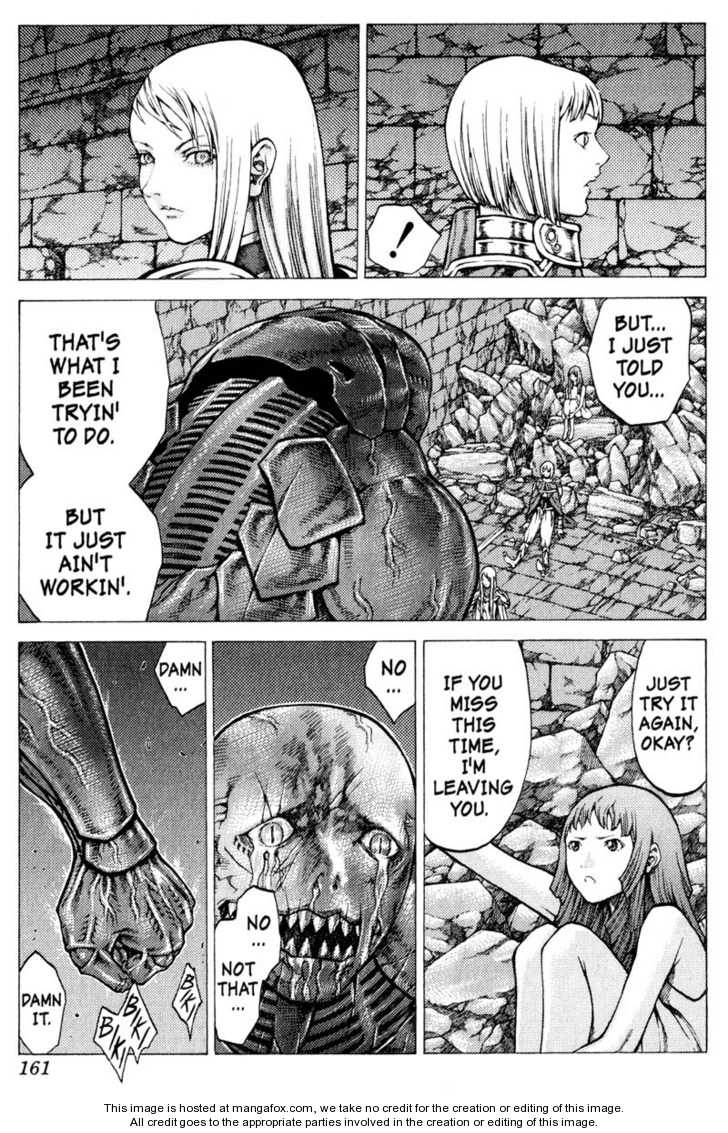 !
BUT...
I JUST
TOLD
YOU...
THAT'S
WHAT I
BEEN
TRYIN'
TO DO.
BUT
IT JUST
AIN'T
WORKIN'.
JUST
TRY IT
AGAIN,
OKAY?
IF YOU
MISS
THIS
TIME,
I'M
LEAVING
YOU.
NO
...
NO
...
NOT
THAT...
DAMN
...
DAMN
IT.
BIKI
BIKI
BIKI
161
This image is hosted at mangafox.com, we take no credit for the creation or editing of this image.
All credit goes to the appropriate parties involved in the creation or editing of this image.